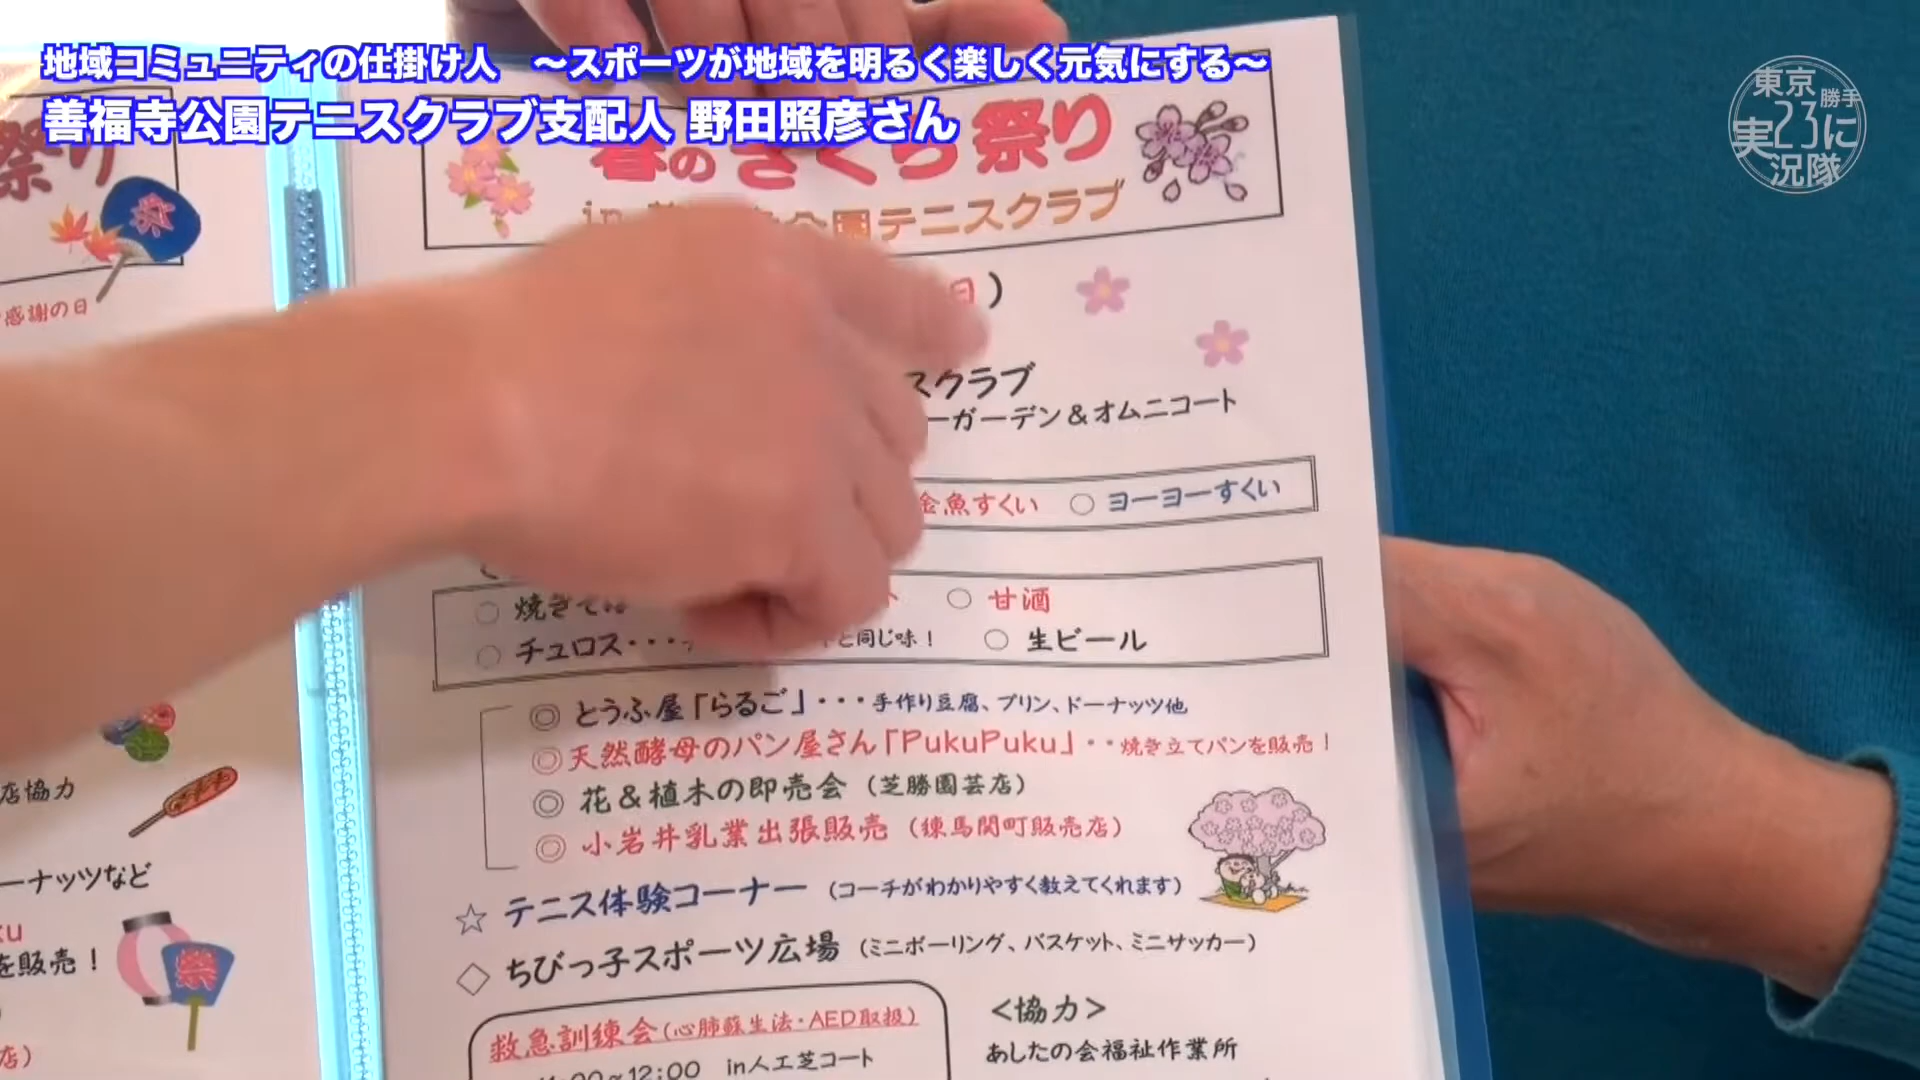 地域コミュニティの仕掛け人　～スポーツが地域を明るく楽しく元気にする～
善福寺公園テニスクラブ支配人 野田照彦さん
東京
23
勝手に
実況隊
祭り
祭
感謝の日
店協力
ーナッツなど
ku
を販売！
祭
店）
春のさくら祭り
in 公園テニスクラブ
日）
スクラブ
ーガーデン＆オムニコート
金魚すくい ○ ヨーヨーすくい
○ 焼きそば ○ 甘酒
○ チュロス・・・ と同じ味！ ○ 生ビール
◎ とうふ屋「らるご」・・・手作り豆腐、プリン、ドーナッツ他
◎ 天然酵母のパン屋さん「PukuPuku」・・焼き立てパンを販売！
◎ 花＆植木の即売会（芝勝園芸店）
◎ 小岩井乳業出張販売（練馬関町販売店）
☆ テニス体験コーナー（コーチがわかりやすく教えてくれます）
◇ ちびっ子スポーツ広場（ミニボーリング、バスケット、ミニサッカー）
救急訓練会（心肺蘇生法・AED取扱）
11:00～12:00 in人工芝コート
＜協力＞
あしたの会福祉作業所